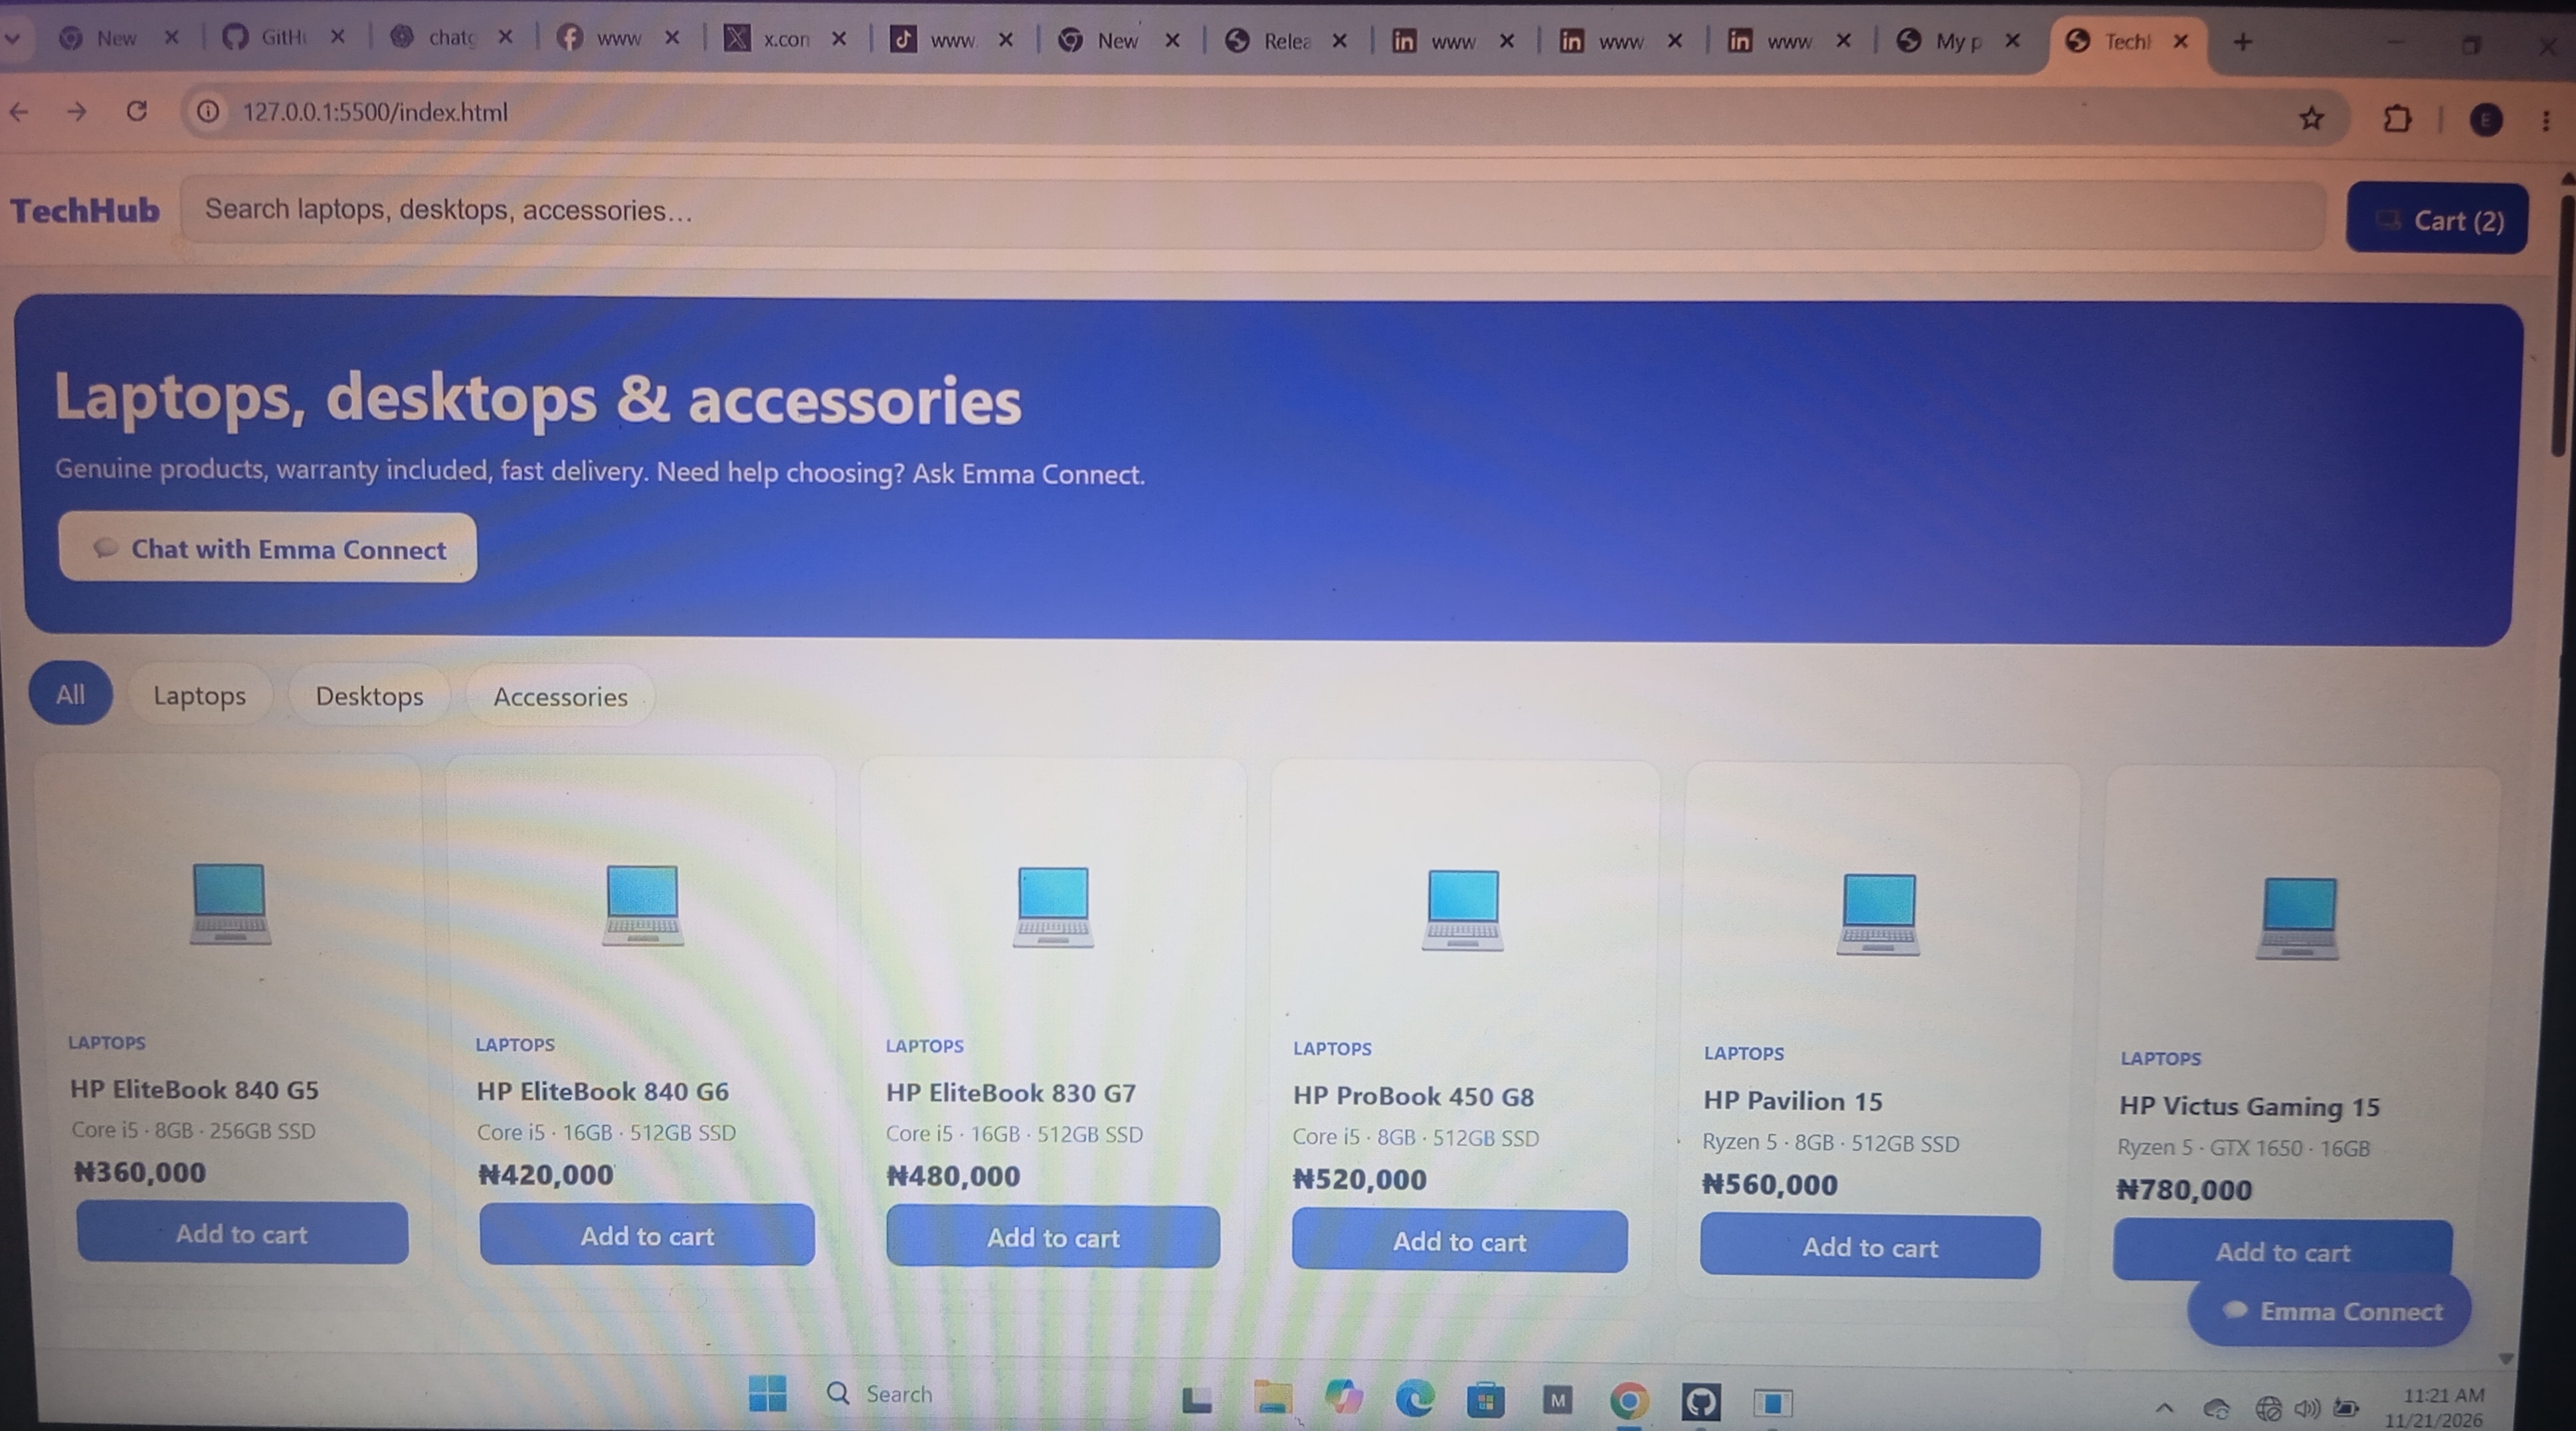 New
GitHu
chatg
www
x.con
www.
New
Relea
www
www
www
My p
Techl
127.0.0.1:5500/index.html
E
TechHub
Search laptops, desktops, accessories...
Cart (2)
Laptops, desktops & accessories
Genuine products, warranty included, fast delivery. Need help choosing? Ask Emma Connect.
Chat with Emma Connect
All
Laptops
Desktops
Accessories
LAPTOPS
HP EliteBook 840 G5
Core i5 · 8GB · 256GB SSD
₦360,000
Add to cart
LAPTOPS
HP EliteBook 840 G6
Core i5 · 16GB · 512GB SSD
₦420,000
Add to cart
LAPTOPS
HP EliteBook 830 G7
Core i5 · 16GB · 512GB SSD
₦480,000
Add to cart
LAPTOPS
HP ProBook 450 G8
Core i5 · 8GB · 512GB SSD
₦520,000
Add to cart
LAPTOPS
HP Pavilion 15
Ryzen 5 · 8GB · 512GB SSD
₦560,000
Add to cart
LAPTOPS
HP Victus Gaming 15
Ryzen 5 · GTX 1650 · 16GB
₦780,000
Add to cart
Emma Connect
Search
M
11:21 AM
11/21/2026